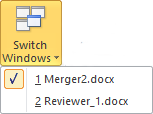 Switch
Windows
1 Merger2.docx
2 Reviewer_1.docx